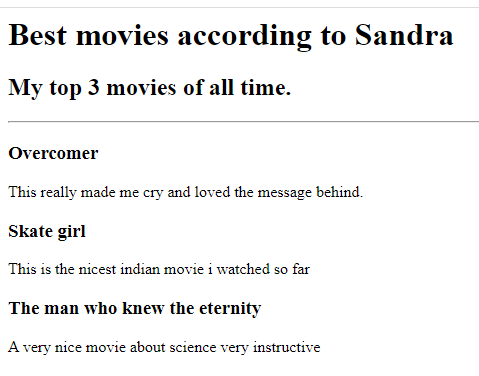 Best movies according to Sandra
My top 3 movies of all time.
Overcomer
This really made me cry and loved the message behind.
Skate girl
This is the nicest indian movie i watched so far
The man who knew the eternity
A very nice movie about science very instructive